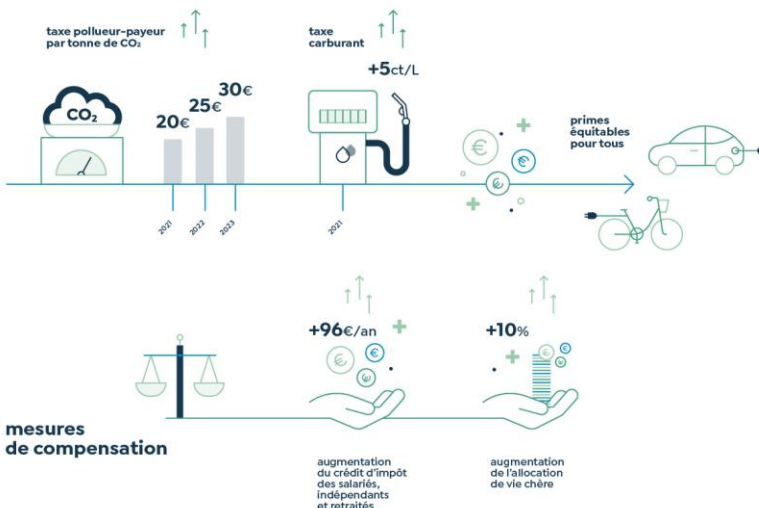 taxe pollueur-payeur
par tonne de CO₂
taxe
carburant
+5ct/L
CO₂
20€
25€
30€
primes
équitables
pour tous
2021
2022
2023
2021
+96€/an
+10%
mesures
de compensation
augmentation
du crédit d'impôt
des salariés,
indépendants
et retraités
augmentation
de l'allocation
de vie chère